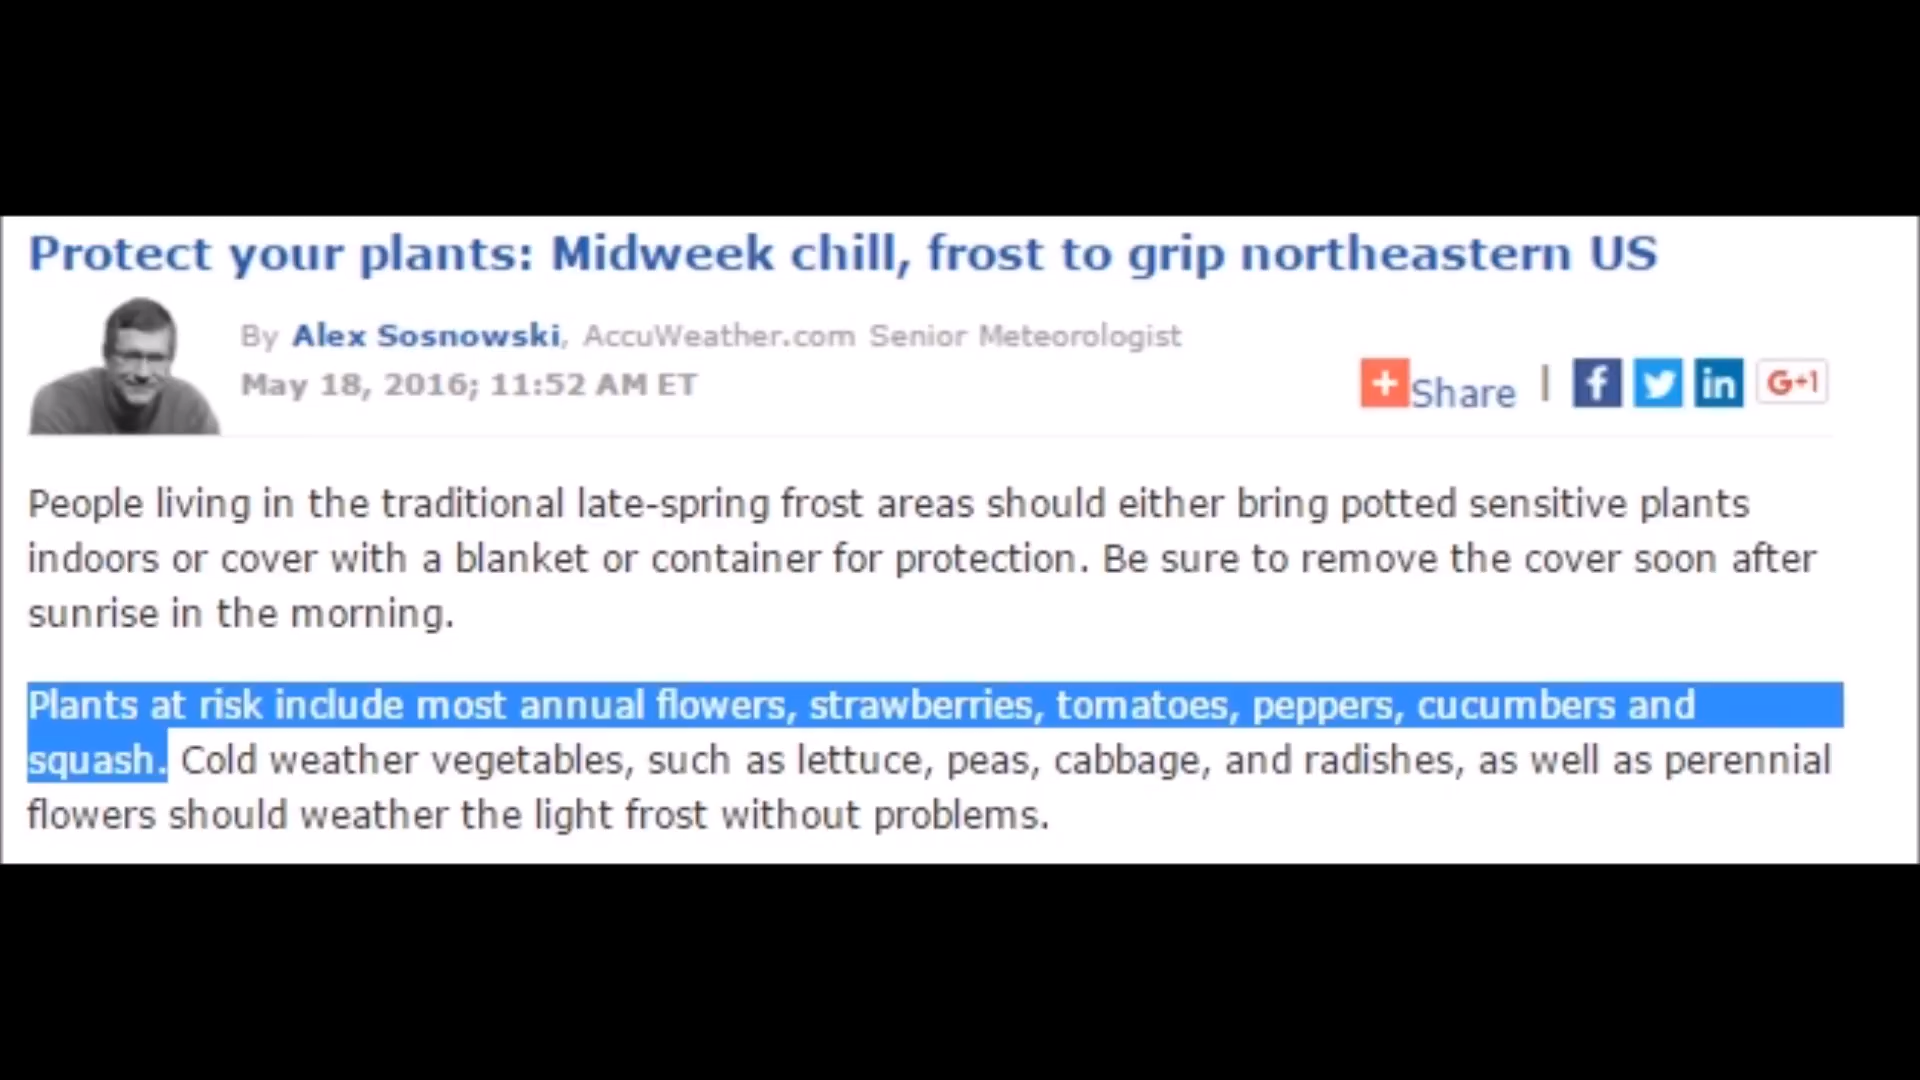 Protect your plants: Midweek chill, frost to grip northeastern US
By Alex Sosnowski, AccuWeather.com Senior Meteorologist
May 18, 2016; 11:52 AM ET
+ Share | f in G+1
People living in the traditional late-spring frost areas should either bring potted sensitive plants
indoors or cover with a blanket or container for protection. Be sure to remove the cover soon after
sunrise in the morning.
Plants at risk include most annual flowers, strawberries, tomatoes, peppers, cucumbers and
squash. Cold weather vegetables, such as lettuce, peas, cabbage, and radishes, as well as perennial
flowers should weather the light frost without problems.